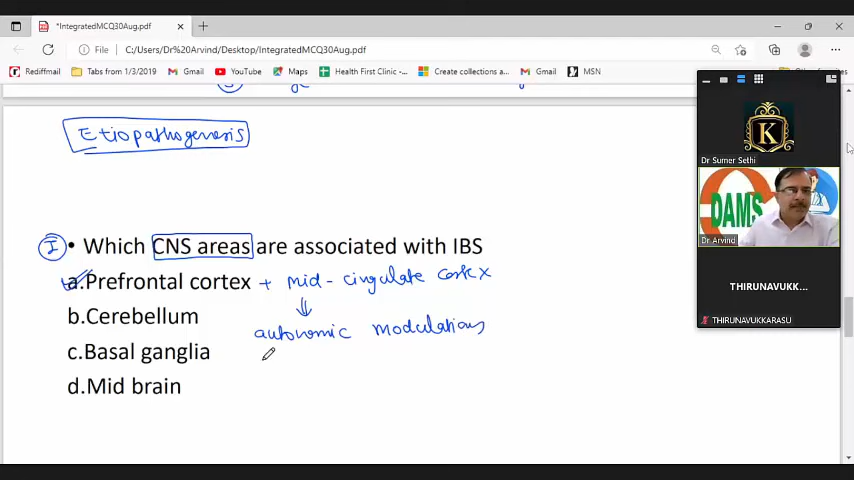 *IntegratedMCQ30Aug.pdf
File
C:/Users/Dr%20Arvind/Desktop/IntegratedMCQ30Aug.pdf
Rediffmail
Tabs from 1/3/2019
Gmail
YouTube
Maps
Health First Clinic -...
Create collections a...
Gmail
MSN
Etiopathogenesis
I • Which CNS areas are associated with IBS
a.Prefrontal cortex + mid-cingulate cortex
b.Cerebellum
autonomic modulations
c.Basal ganglia
d.Mid brain
K
Dr Sumer Sethi
DAMS
Dr Arvind
THIRUNAVUKK...
THIRUNAVUKKARASU